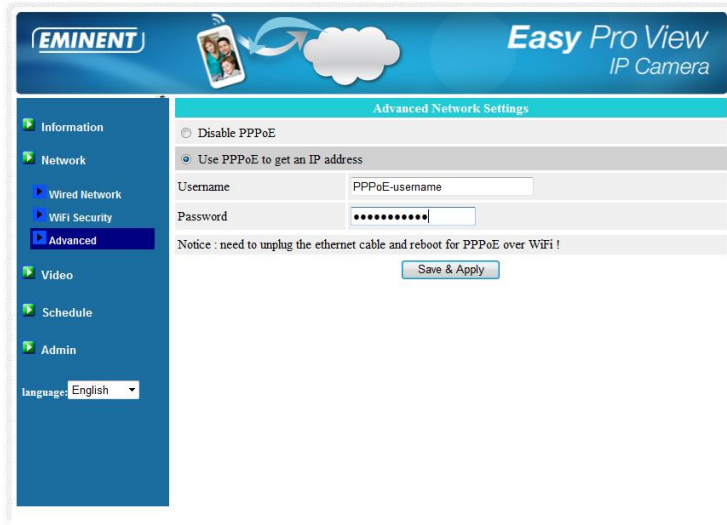 EMINENT
Easy Pro View
IP Camera
Information
Network
Wired Network
WiFi Security
Advanced
Video
Schedule
Admin
language: English
Advanced Network Settings
Disable PPPoE
Use PPPoE to get an IP address
Username PPPoE-username
Password •••••••••••
Notice : need to unplug the ethernet cable and reboot for PPPoE over WiFi !
Save & Apply